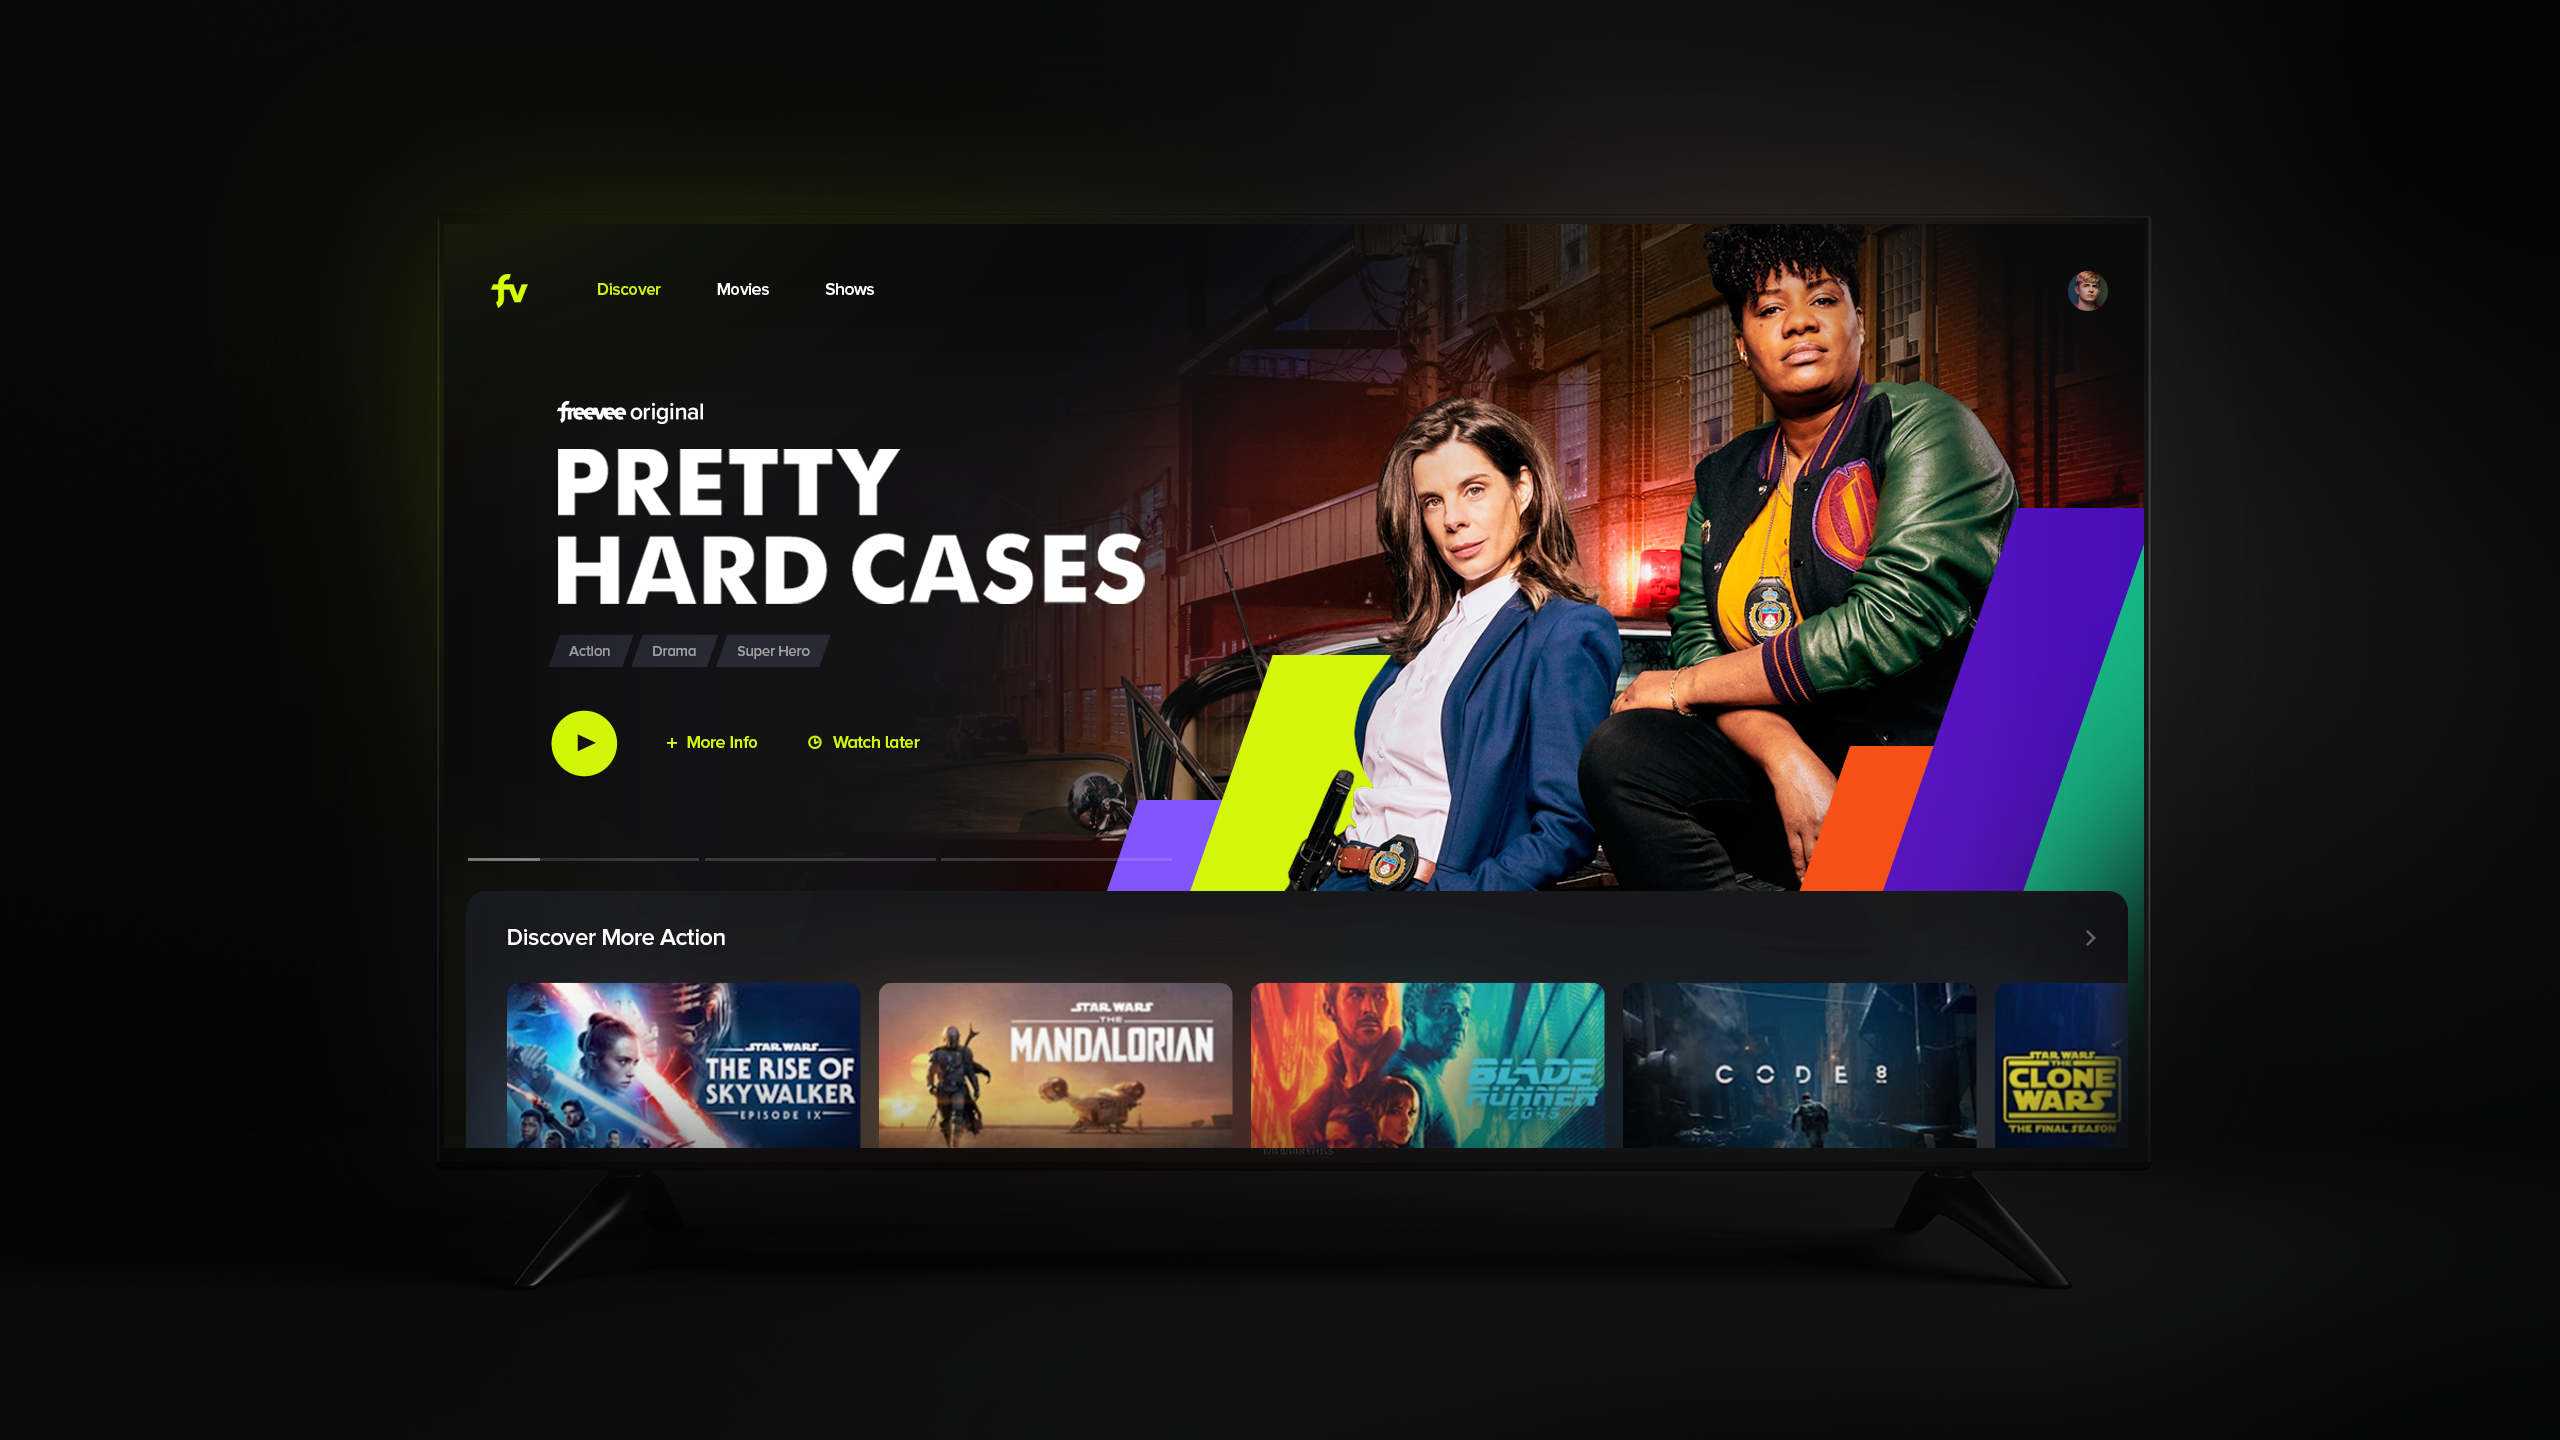 fv
Discover Movies Shows
freevee original
PRETTY
HARD CASES
Action Drama Super Hero
+ More Info Watch later
Discover More Action
STAR WARS
THE RISE OF
SKYWALKER
EPISODE IX
STAR WARS
THE
MANDALORIAN
BLADE
RUNNER
2049
CODE 8
STAR WARS
THE
CLONE
WARS
THE FINAL SEASON